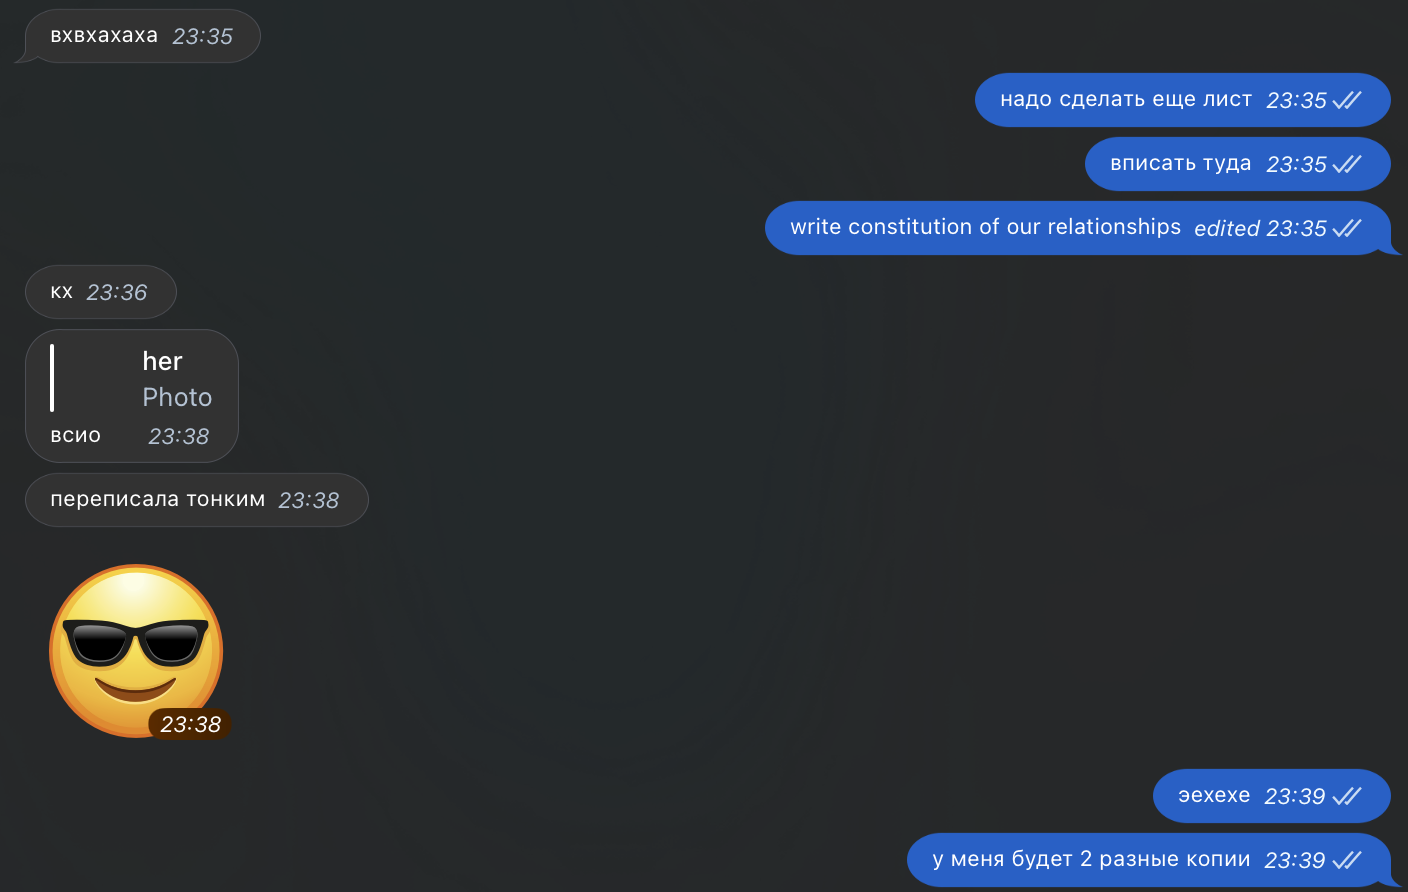 вхвхахаха 23:35
надо сделать еще лист 23:35
вписать туда 23:35
write constitution of our relationships edited 23:35
кх 23:36
her
Photo
всио 23:38
переписала тонким 23:38
23:38
эехехе 23:39
у меня будет 2 разные копии 23:39